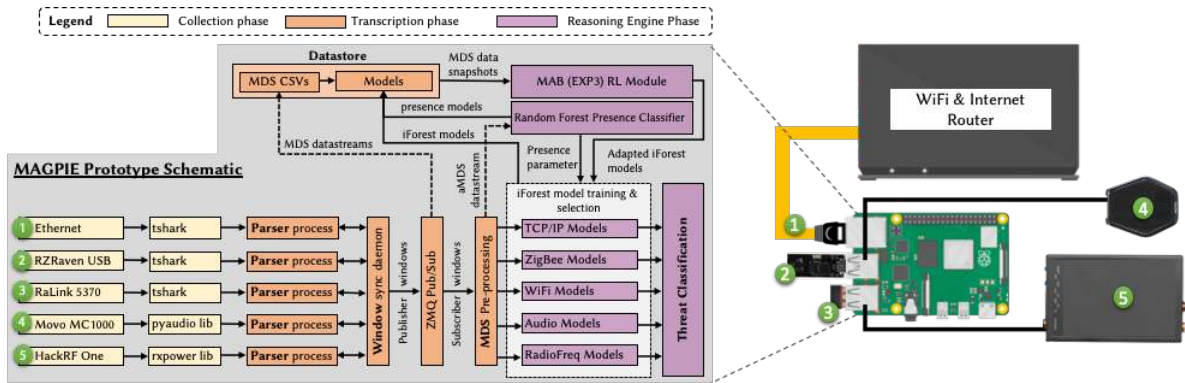 Legend
Collection phase
Transcription phase
Reasoning Engine Phase
Datastore
MDS CSVs
Models
MDS data
snapshots
MAB (EXP3) RL Module
presence models
Random Forest Presence Classifier
iForest models
MDS datastreams
aMDS
datastream
Presence
parameter
Adapted iForest
models
MAGPIE Prototype Schematic
iForest model training &
selection
1 Ethernet
tshark
Parser process
TCP/IP Models
2 RZRaven USB
tshark
Parser process
ZigBee Models
3 RaLink 5370
tshark
Parser process
WiFi Models
4 Movo MC1000
pyaudio lib
Parser process
Audio Models
5 HackRF One
rxpower lib
Parser process
RadioFreq Models
Window sync daemon
Publisher windows
ZMQ Pub/Sub
Subscriber windows
MDS Pre-processing
Threat Classification
WiFi & Internet
Router
1
2
3
4
5